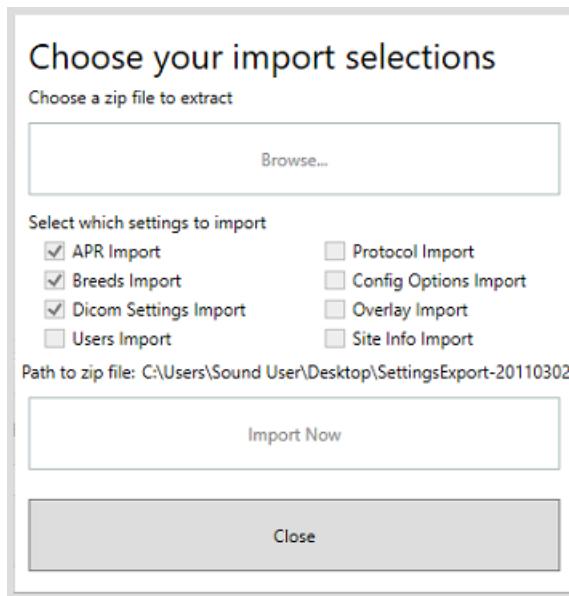 Choose your import selections
Choose a zip file to extract
Browse...
Select which settings to import
APR Import
Protocol Import
Breeds Import
Config Options Import
Dicom Settings Import
Overlay Import
Users Import
Site Info Import
Path to zip file: C:\Users\Sound User\Desktop\SettingsExport-20110302
Import Now
Close